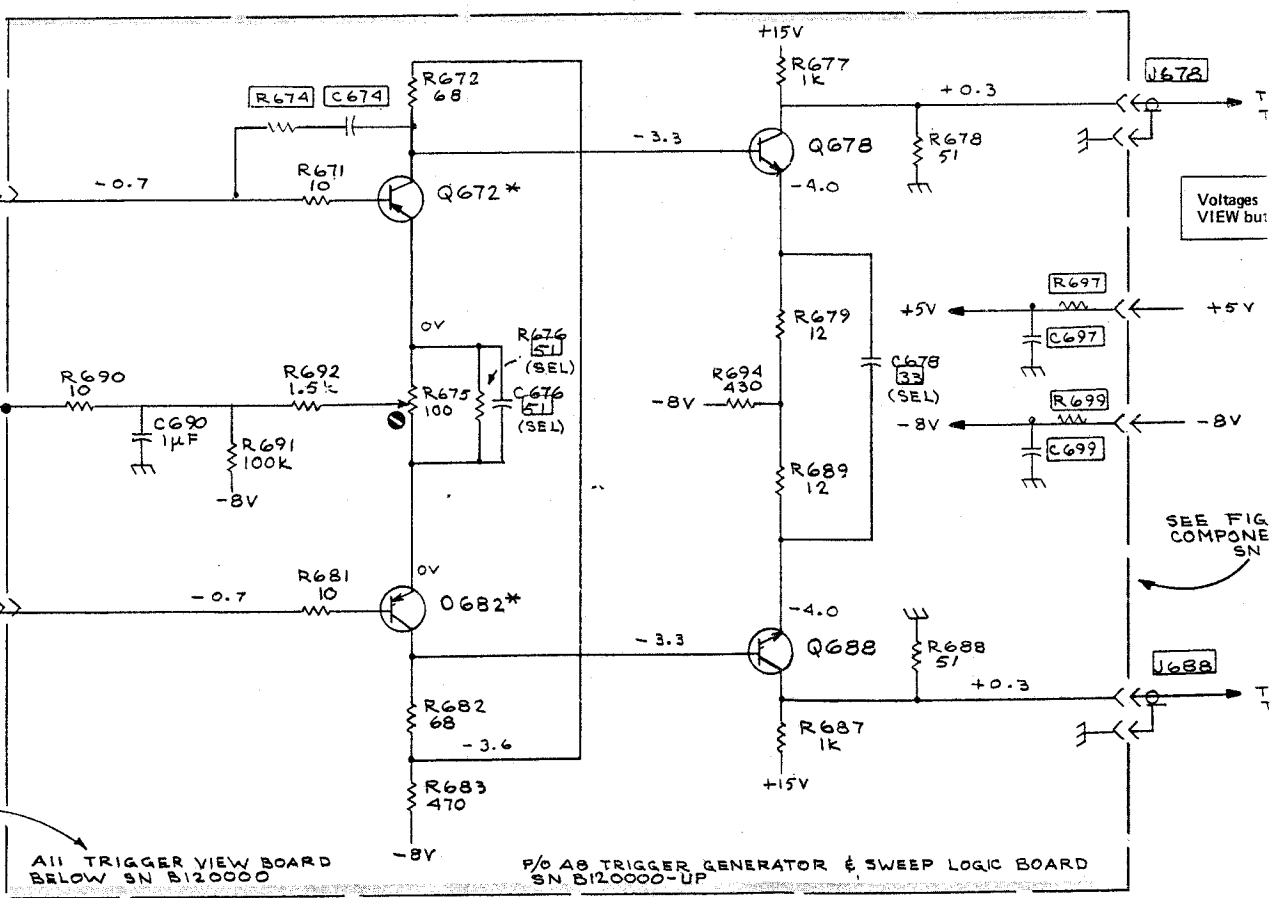 +15V
R677
1K
R672
68
R674
C674
+0.3
J678
-3.3
Q678
R678
51
R671
10
-0.7
Q672*
-4.0
Voltages
VIEW but
R697
+5V
+5V
C697
0V
R676
51
(SEL)
R679
12
C678
33
(SEL)
R690
10
R692
1.5k
R675
100
C676
51
(SEL)
R694
430
-8V
R699
-8V
-8V
C699
C690
1µF
R691
100K
-8V
R689
12
SEE FIG
COMPONE
SN
R681
10
0V
-0.7
Q682*
-4.0
-3.3
Q688
R688
51
J688
+0.3
R682
68
R687
1K
-3.6
R683
470
+15V
-8V
A11 TRIGGER VIEW BOARD
BELOW SN B120000
P/O A8 TRIGGER GENERATOR & SWEEP LOGIC BOARD
SN B120000-UP